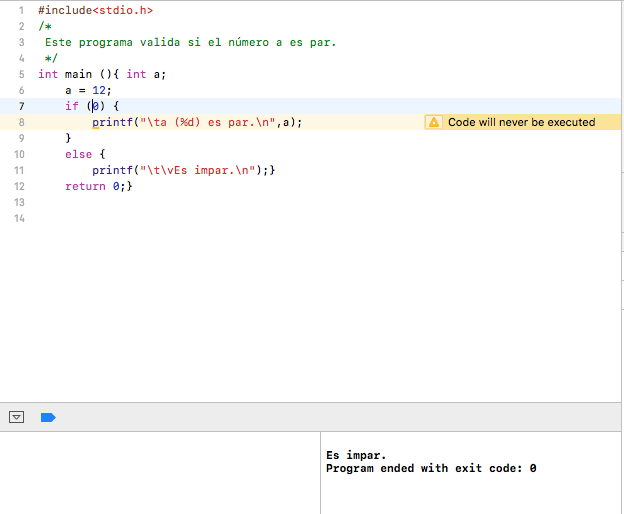 1 #include<stdio.h>
2 /*
3 Este programa valida si el número a es par.
4 */
5 int main (){ int a;
6 a = 12;
7 if (0) {
8 printf("\ta (%d) es par.\n",a); Code will never be executed
9 }
10 else {
11 printf("\t\vEs impar.\n");}
12 return 0;}
13
14
Es impar.
Program ended with exit code: 0